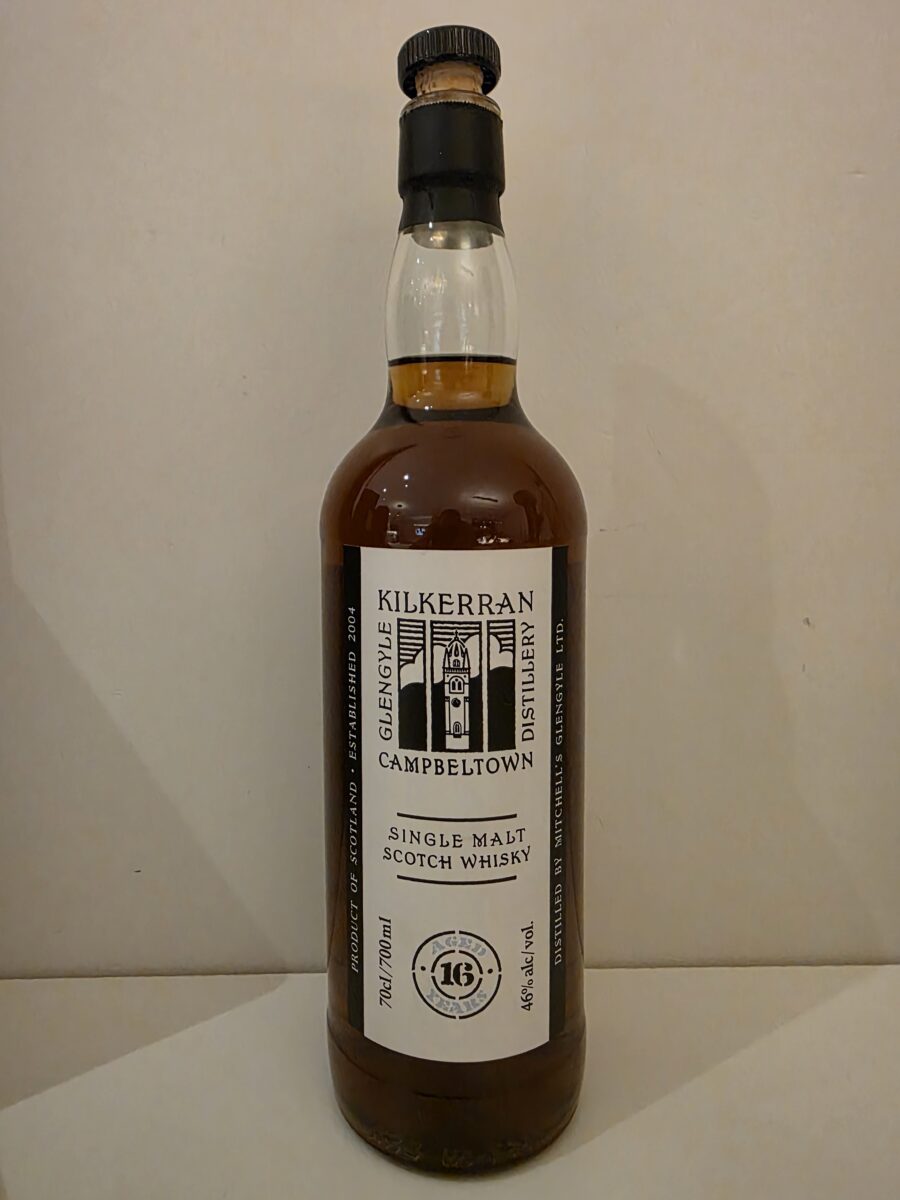 KILKERRAN
GLENGYLE
DISTILLERY
CAMPBELTOWN
SINGLE MALT
SCOTCH WHISKY
70cl/700ml
AGED
16
YEARS
46% alc/vol.
PRODUCT OF SCOTLAND • ESTABLISHED 2004
DISTILLED BY MITCHELL'S GLENGYLE LTD.